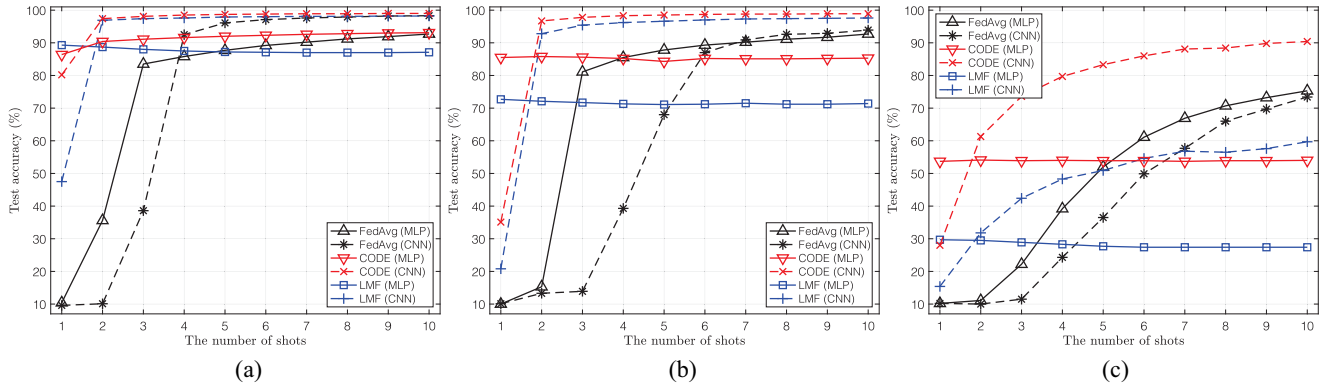 100
90
80
70
60
50
40
30
20
10
Test accuracy (%)
FedAvg (MLP)
FedAvg (CNN)
CODE (MLP)
CODE (CNN)
LMF (MLP)
LMF (CNN)
1 2 3 4 5 6 7 8 9 10
The number of shots
(a)
100
90
80
70
60
50
40
30
20
10
Test accuracy (%)
FedAvg (MLP)
FedAvg (CNN)
CODE (MLP)
CODE (CNN)
LMF (MLP)
LMF (CNN)
1 2 3 4 5 6 7 8 9 10
The number of shots
(b)
100
90
80
70
60
50
40
30
20
10
Test accuracy (%)
FedAvg (MLP)
FedAvg (CNN)
CODE (MLP)
CODE (CNN)
LMF (MLP)
LMF (CNN)
1 2 3 4 5 6 7 8 9 10
The number of shots
(c)